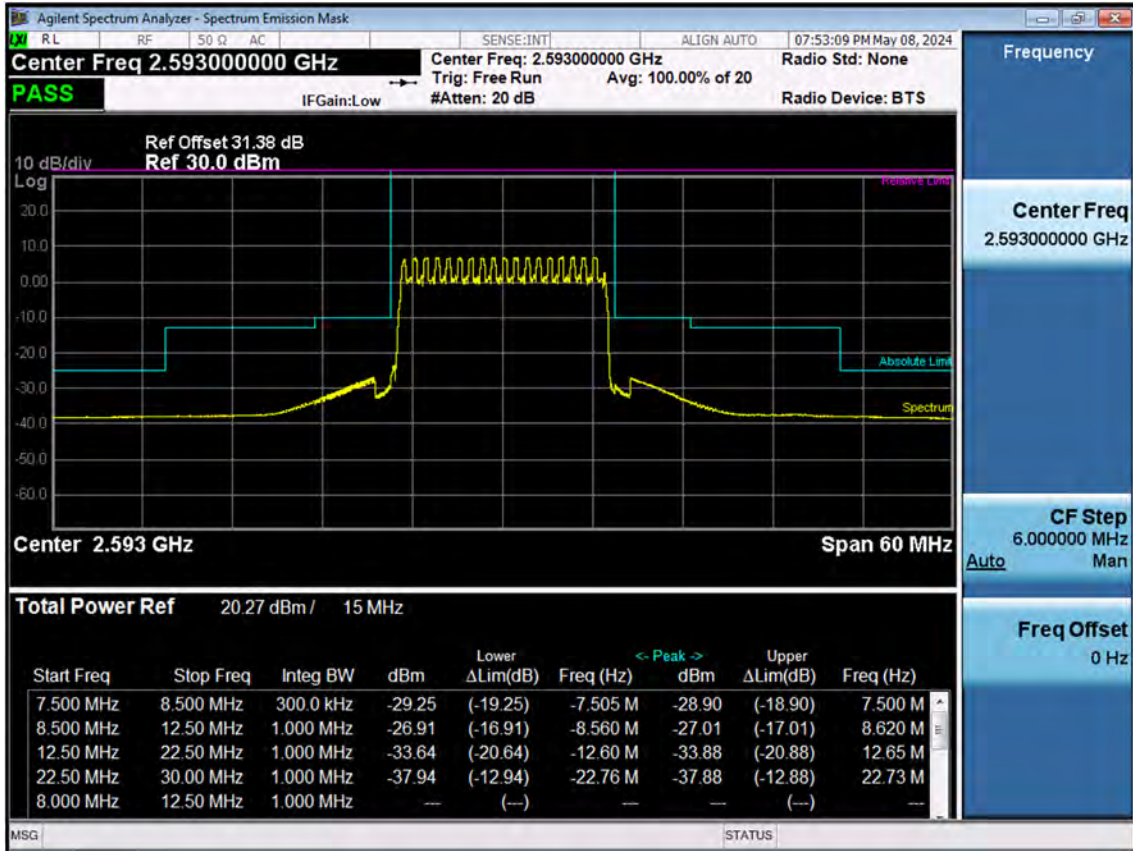 Agilent Spectrum Analyzer - Spectrum Emission Mask
LXI RL RF 50 Ω AC SENSE:INT ALIGN AUTO 07:53:09 PM May 08, 2024
Center Freq 2.593000000 GHz Center Freq: 2.593000000 GHz Radio Std: None
Trig: Free Run Avg: 100.00% of 20
PASS IFGain:Low #Atten: 20 dB Radio Device: BTS
Frequency
Ref Offset 31.38 dB
10 dB/div Ref 30.0 dBm
Log
Relative Limit
20.0
10.0
0.00
-10.0
-20.0
Absolute Limit
-30.0
Spectrum
-40.0
-50.0
-60.0
Center 2.593 GHz Span 60 MHz
Center Freq
2.593000000 GHz
CF Step
6.000000 MHz
Auto Man
Freq Offset
0 Hz
Total Power Ref 20.27 dBm / 15 MHz
Lower <- Peak -> Upper
Start Freq Stop Freq Integ BW dBm ΔLim(dB) Freq (Hz) dBm ΔLim(dB) Freq (Hz)
7.500 MHz 8.500 MHz 300.0 kHz -29.25 (-19.25) -7.505 M -28.90 (-18.90) 7.500 M
8.500 MHz 12.50 MHz 1.000 MHz -26.91 (-16.91) -8.560 M -27.01 (-17.01) 8.620 M
12.50 MHz 22.50 MHz 1.000 MHz -33.64 (-20.64) -12.60 M -33.88 (-20.88) 12.65 M
22.50 MHz 30.00 MHz 1.000 MHz -37.94 (-12.94) -22.76 M -37.88 (-12.88) 22.73 M
8.000 MHz 12.50 MHz 1.000 MHz --- (---) --- --- (---) ---
MSG STATUS